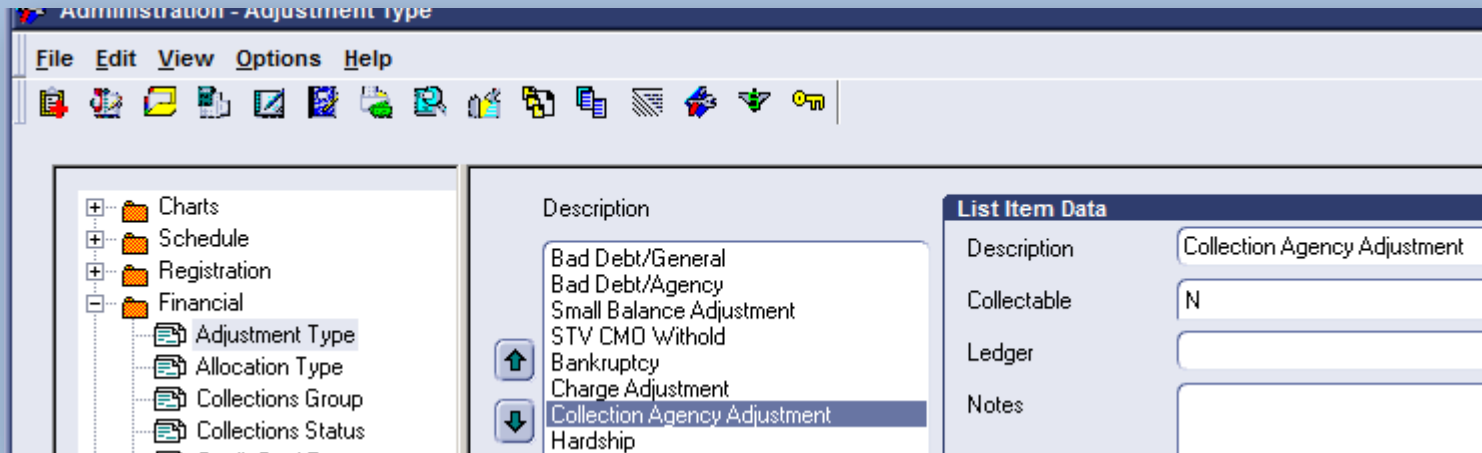 Administration - Adjustment Type
File Edit View Options Help
Charts
Schedule
Registration
Financial
Adjustment Type
Allocation Type
Collections Group
Collections Status
Description
Bad Debt/General
Bad Debt/Agency
Small Balance Adjustment
STV CMO Withold
Bankruptcy
Charge Adjustment
Collection Agency Adjustment
Hardship
List Item Data
Description Collection Agency Adjustment
Collectable N
Ledger
Notes